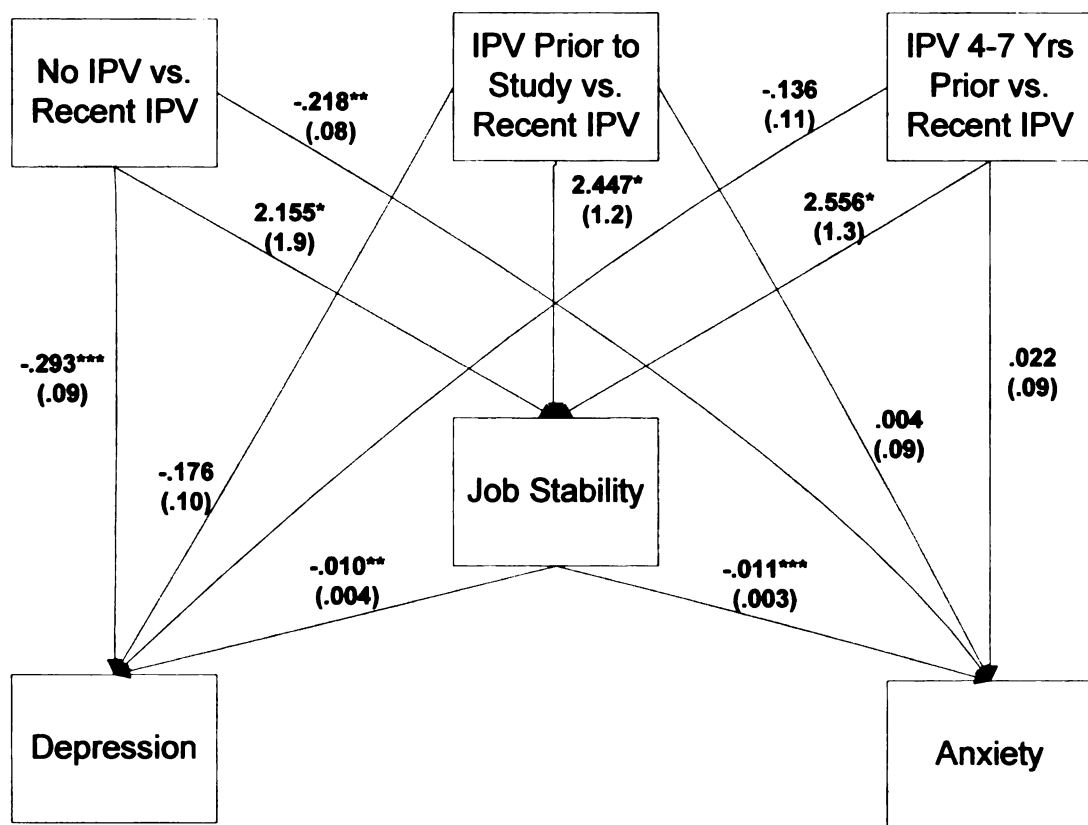 No IPV vs.
Recent IPV
IPV Prior to
Study vs.
Recent IPV
IPV 4-7 Yrs
Prior vs.
Recent IPV
-.218**
(.08)
-.136
(.11)
2.155*
(1.9)
2.447*
(1.2)
2.556*
(1.3)
-.293***
(.09)
.022
(.09)
-.176
(.10)
.004
(.09)
Job Stability
-.010**
(.004)
-.011***
(.003)
Depression
Anxiety